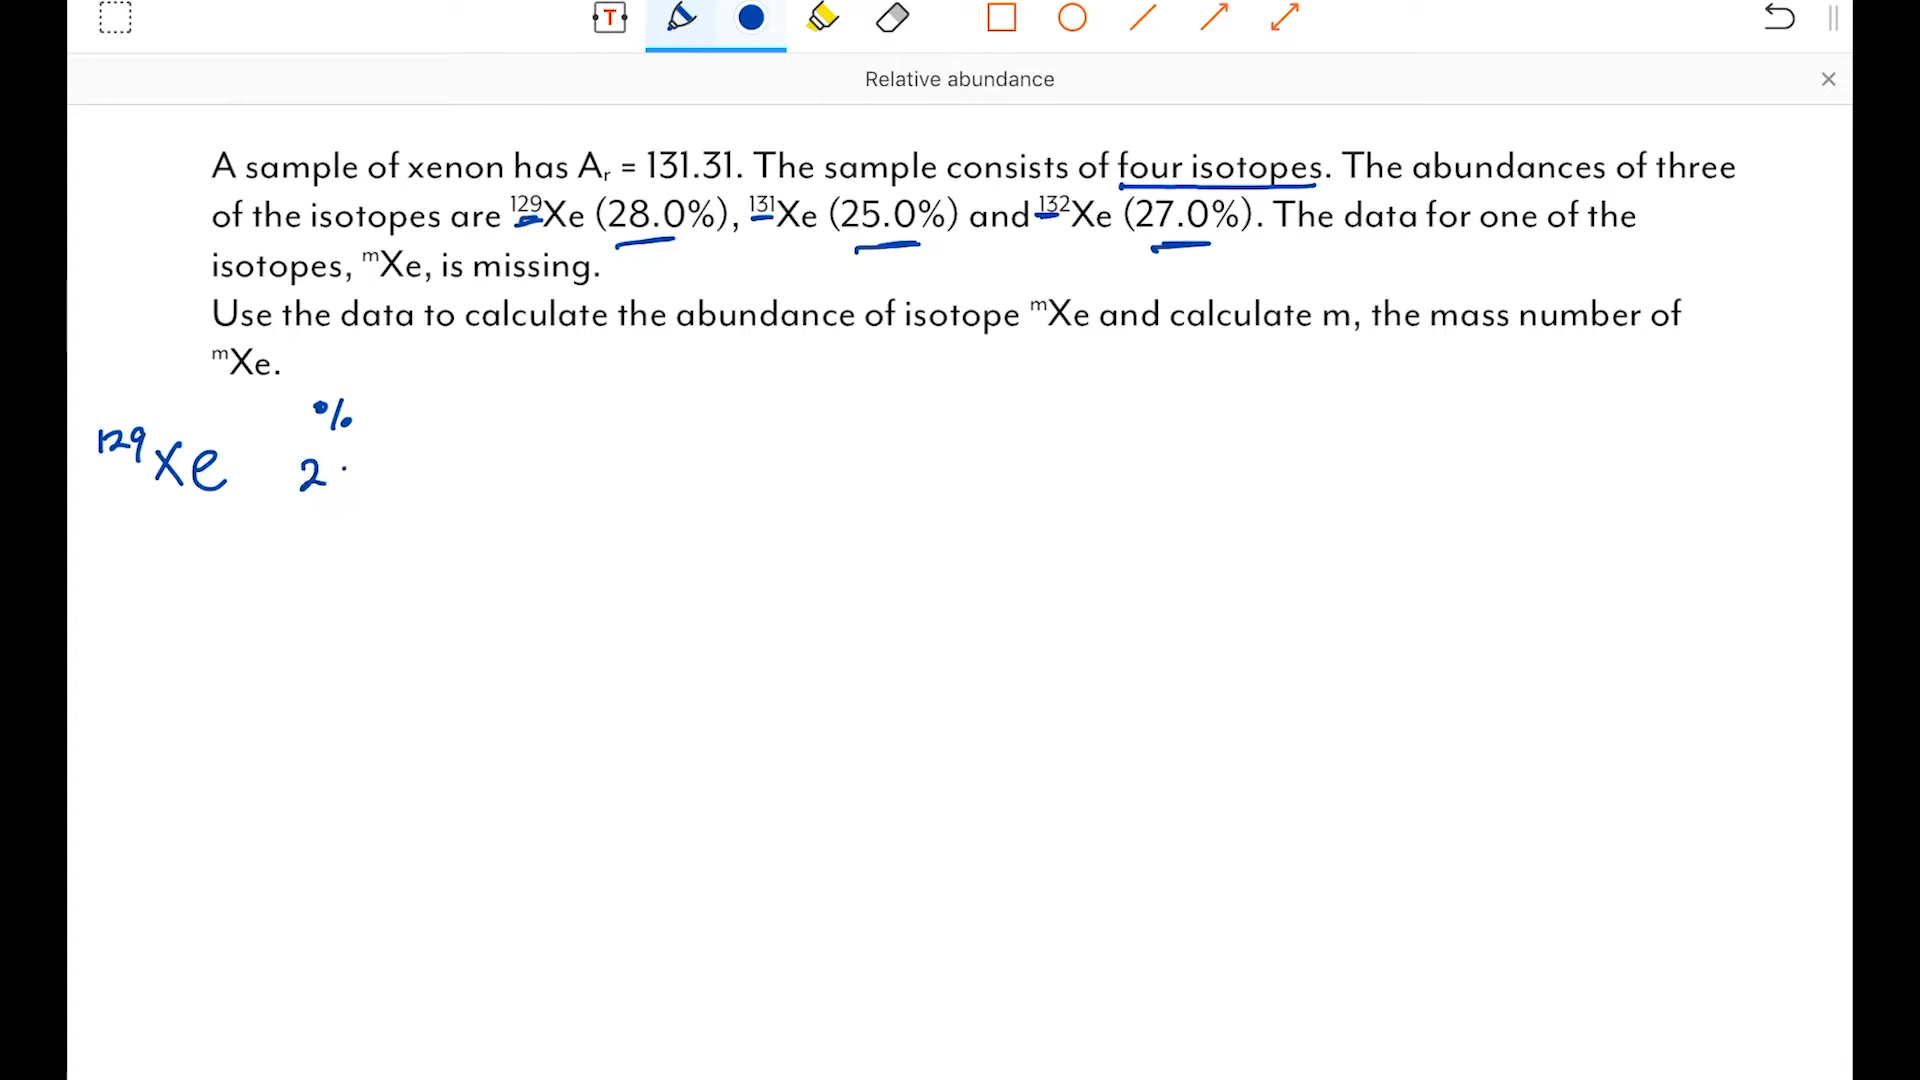 T
Relative abundance
A sample of xenon has Aᵣ = 131.31. The sample consists of four isotopes. The abundances of three
of the isotopes are ¹²⁹Xe (28.0%), ¹³¹Xe (25.0%) and ¹³²Xe (27.0%). The data for one of the
isotopes, ᵐXe, is missing.
Use the data to calculate the abundance of isotope ᵐXe and calculate m, the mass number of
ᵐXe.
%
¹²⁹Xe 2